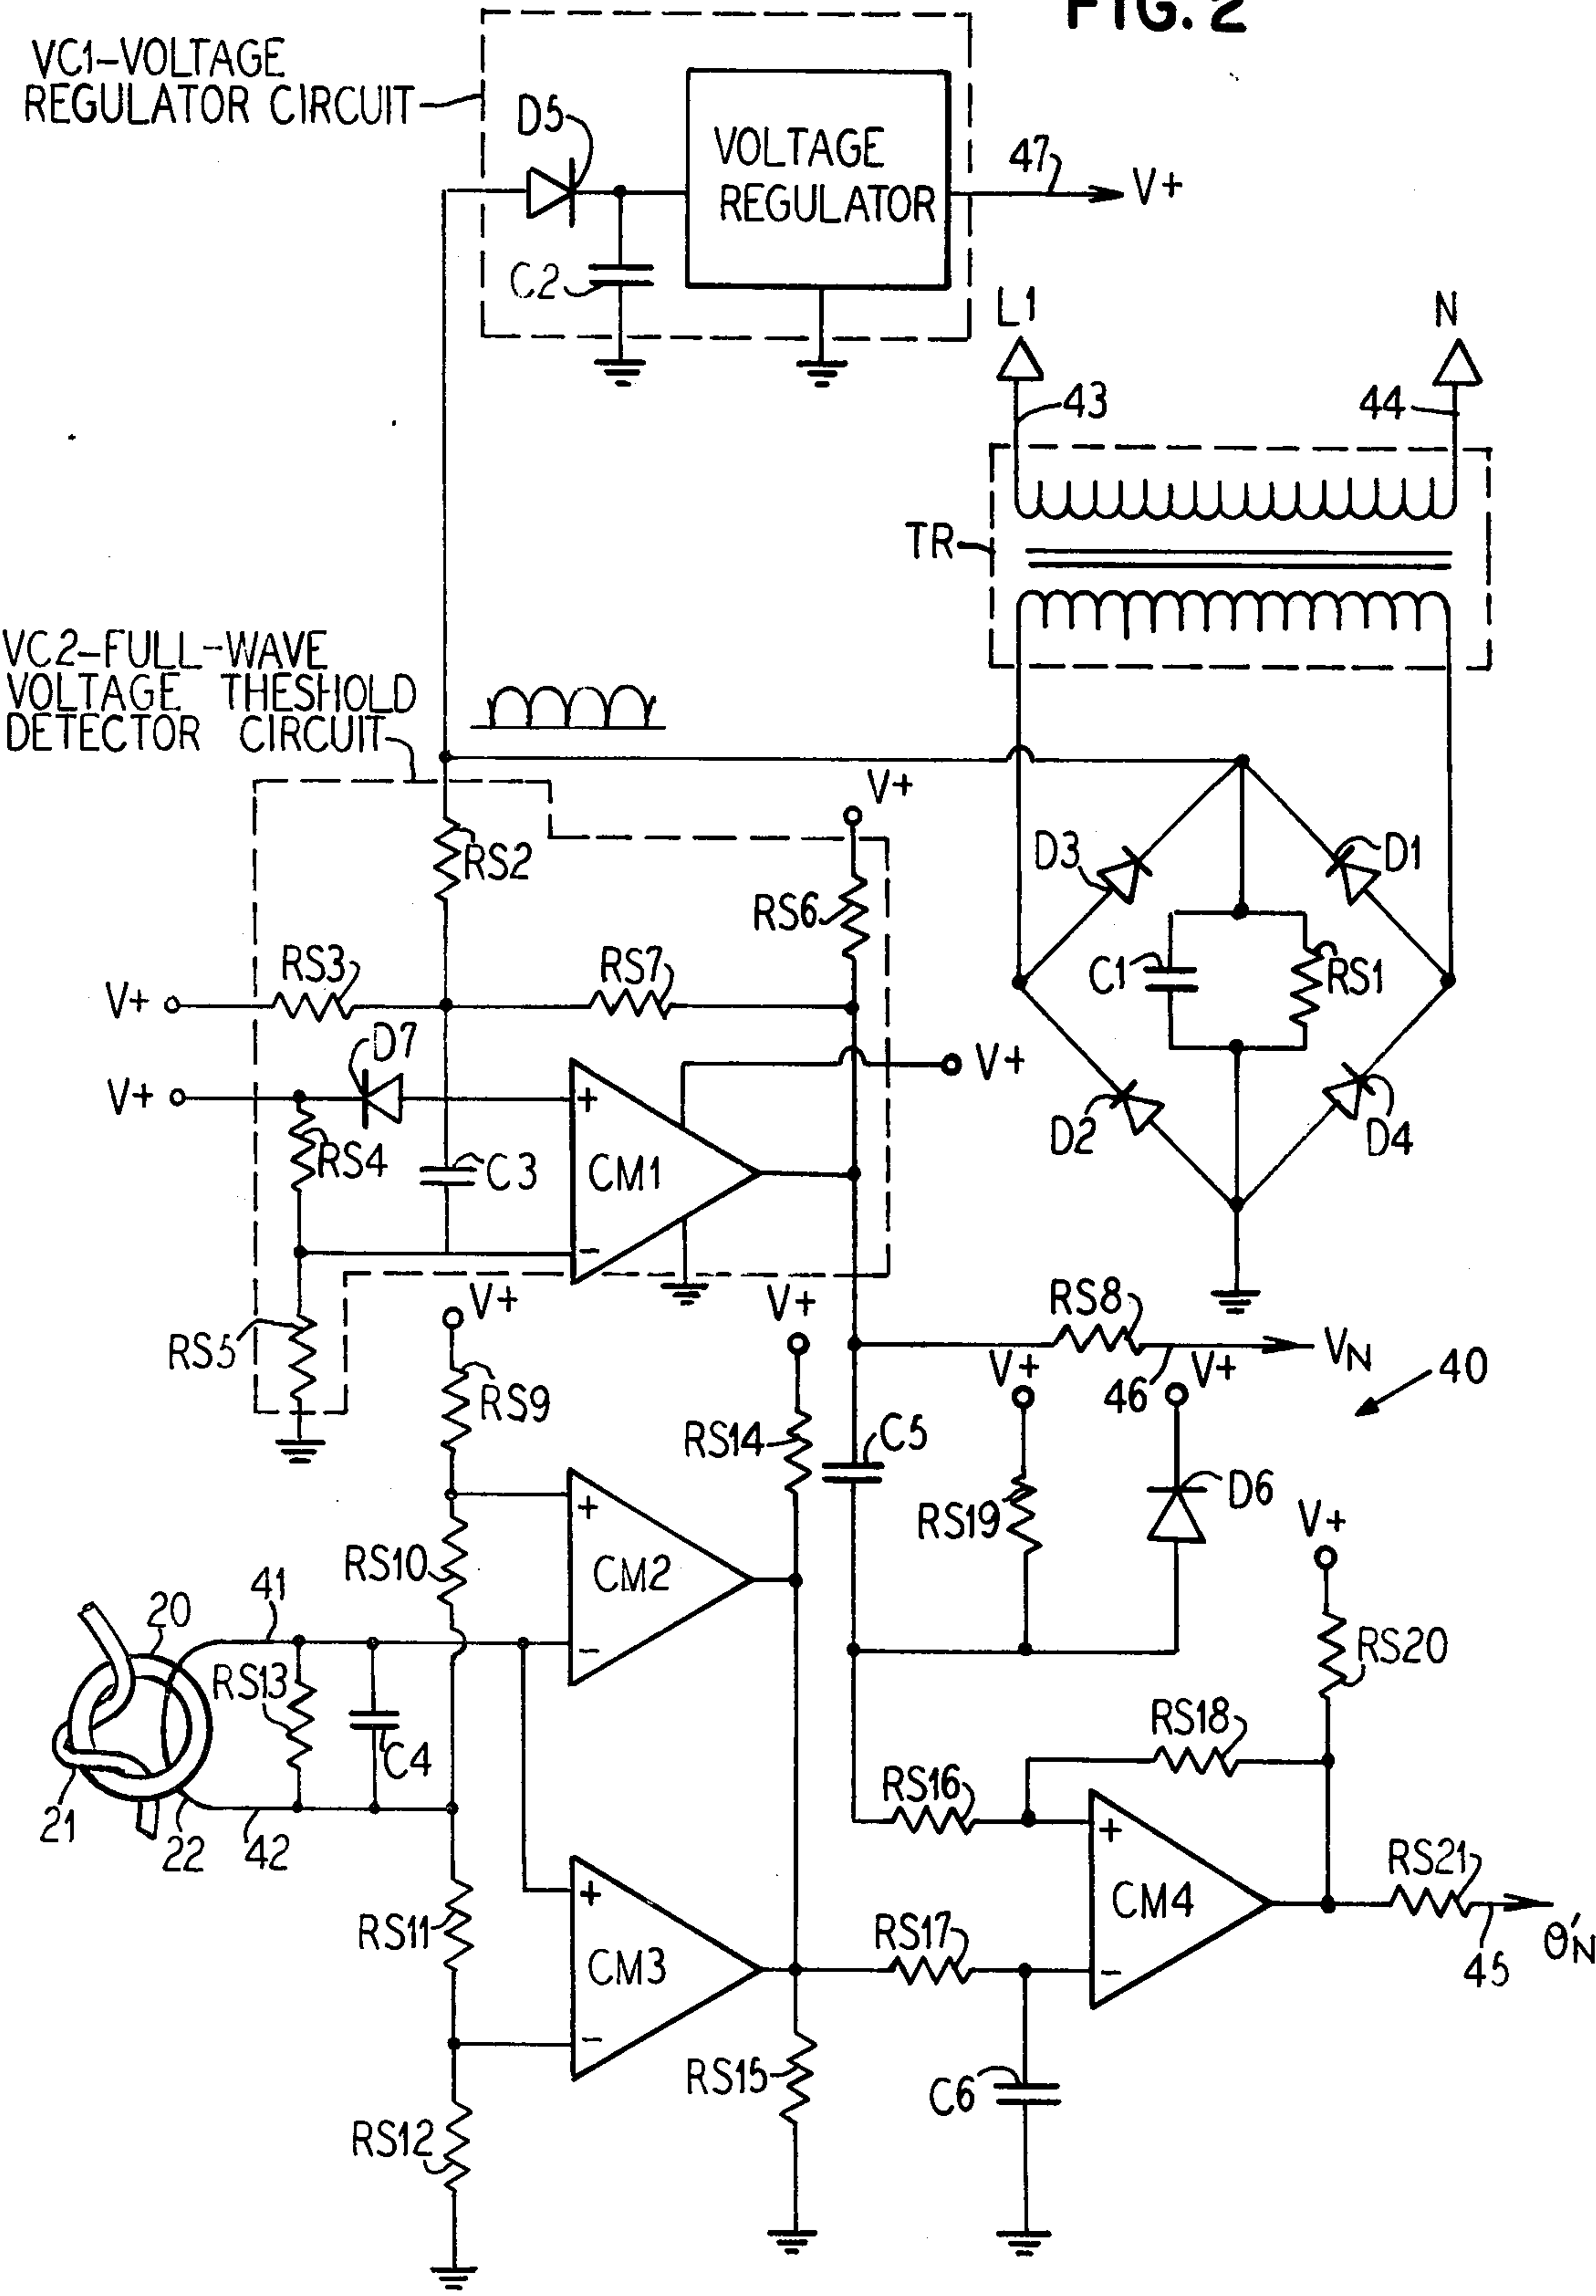 FIG. 2
VC1-VOLTAGE
REGULATOR CIRCUIT
D5
VOLTAGE
REGULATOR
47
V+
C2
L1
N
43
44
TR
VC2-FULL-WAVE
VOLTAGE THESHOLD
DETECTOR CIRCUIT
V+
RS2
D3
D1
RS6
RS3
RS7
C1
RS1
V+
D7
V+
V+
+
RS4
C3
CM1
D2
D4
-
V+
V+
RS8
RS5
VN
V+
V+
40
46
RS9
RS14
C5
D6
+
RS19
V+
RS10
CM2
41
20
-
RS20
RS13
RS18
C4
RS16
21
22
42
+
RS21
+
CM4
RS11
RS17
θ'N
CM3
-
45
-
RS15
C6
RS12